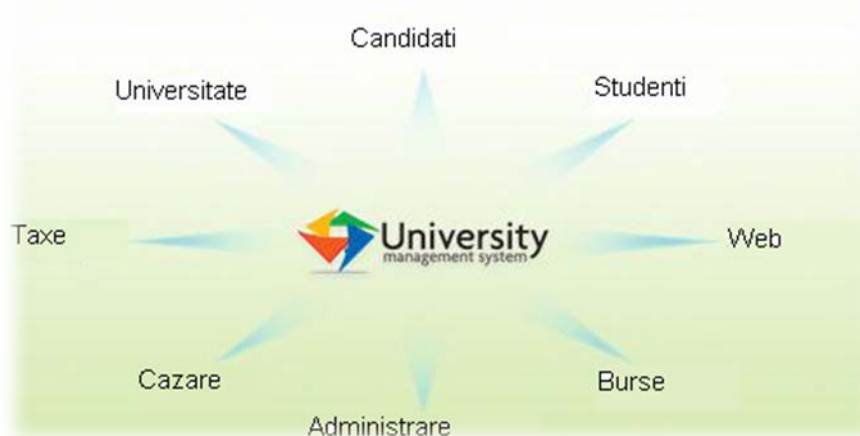 Candidati
Universitate
Studenti
Taxe
University
management system
Web
Cazare
Burse
Administrare